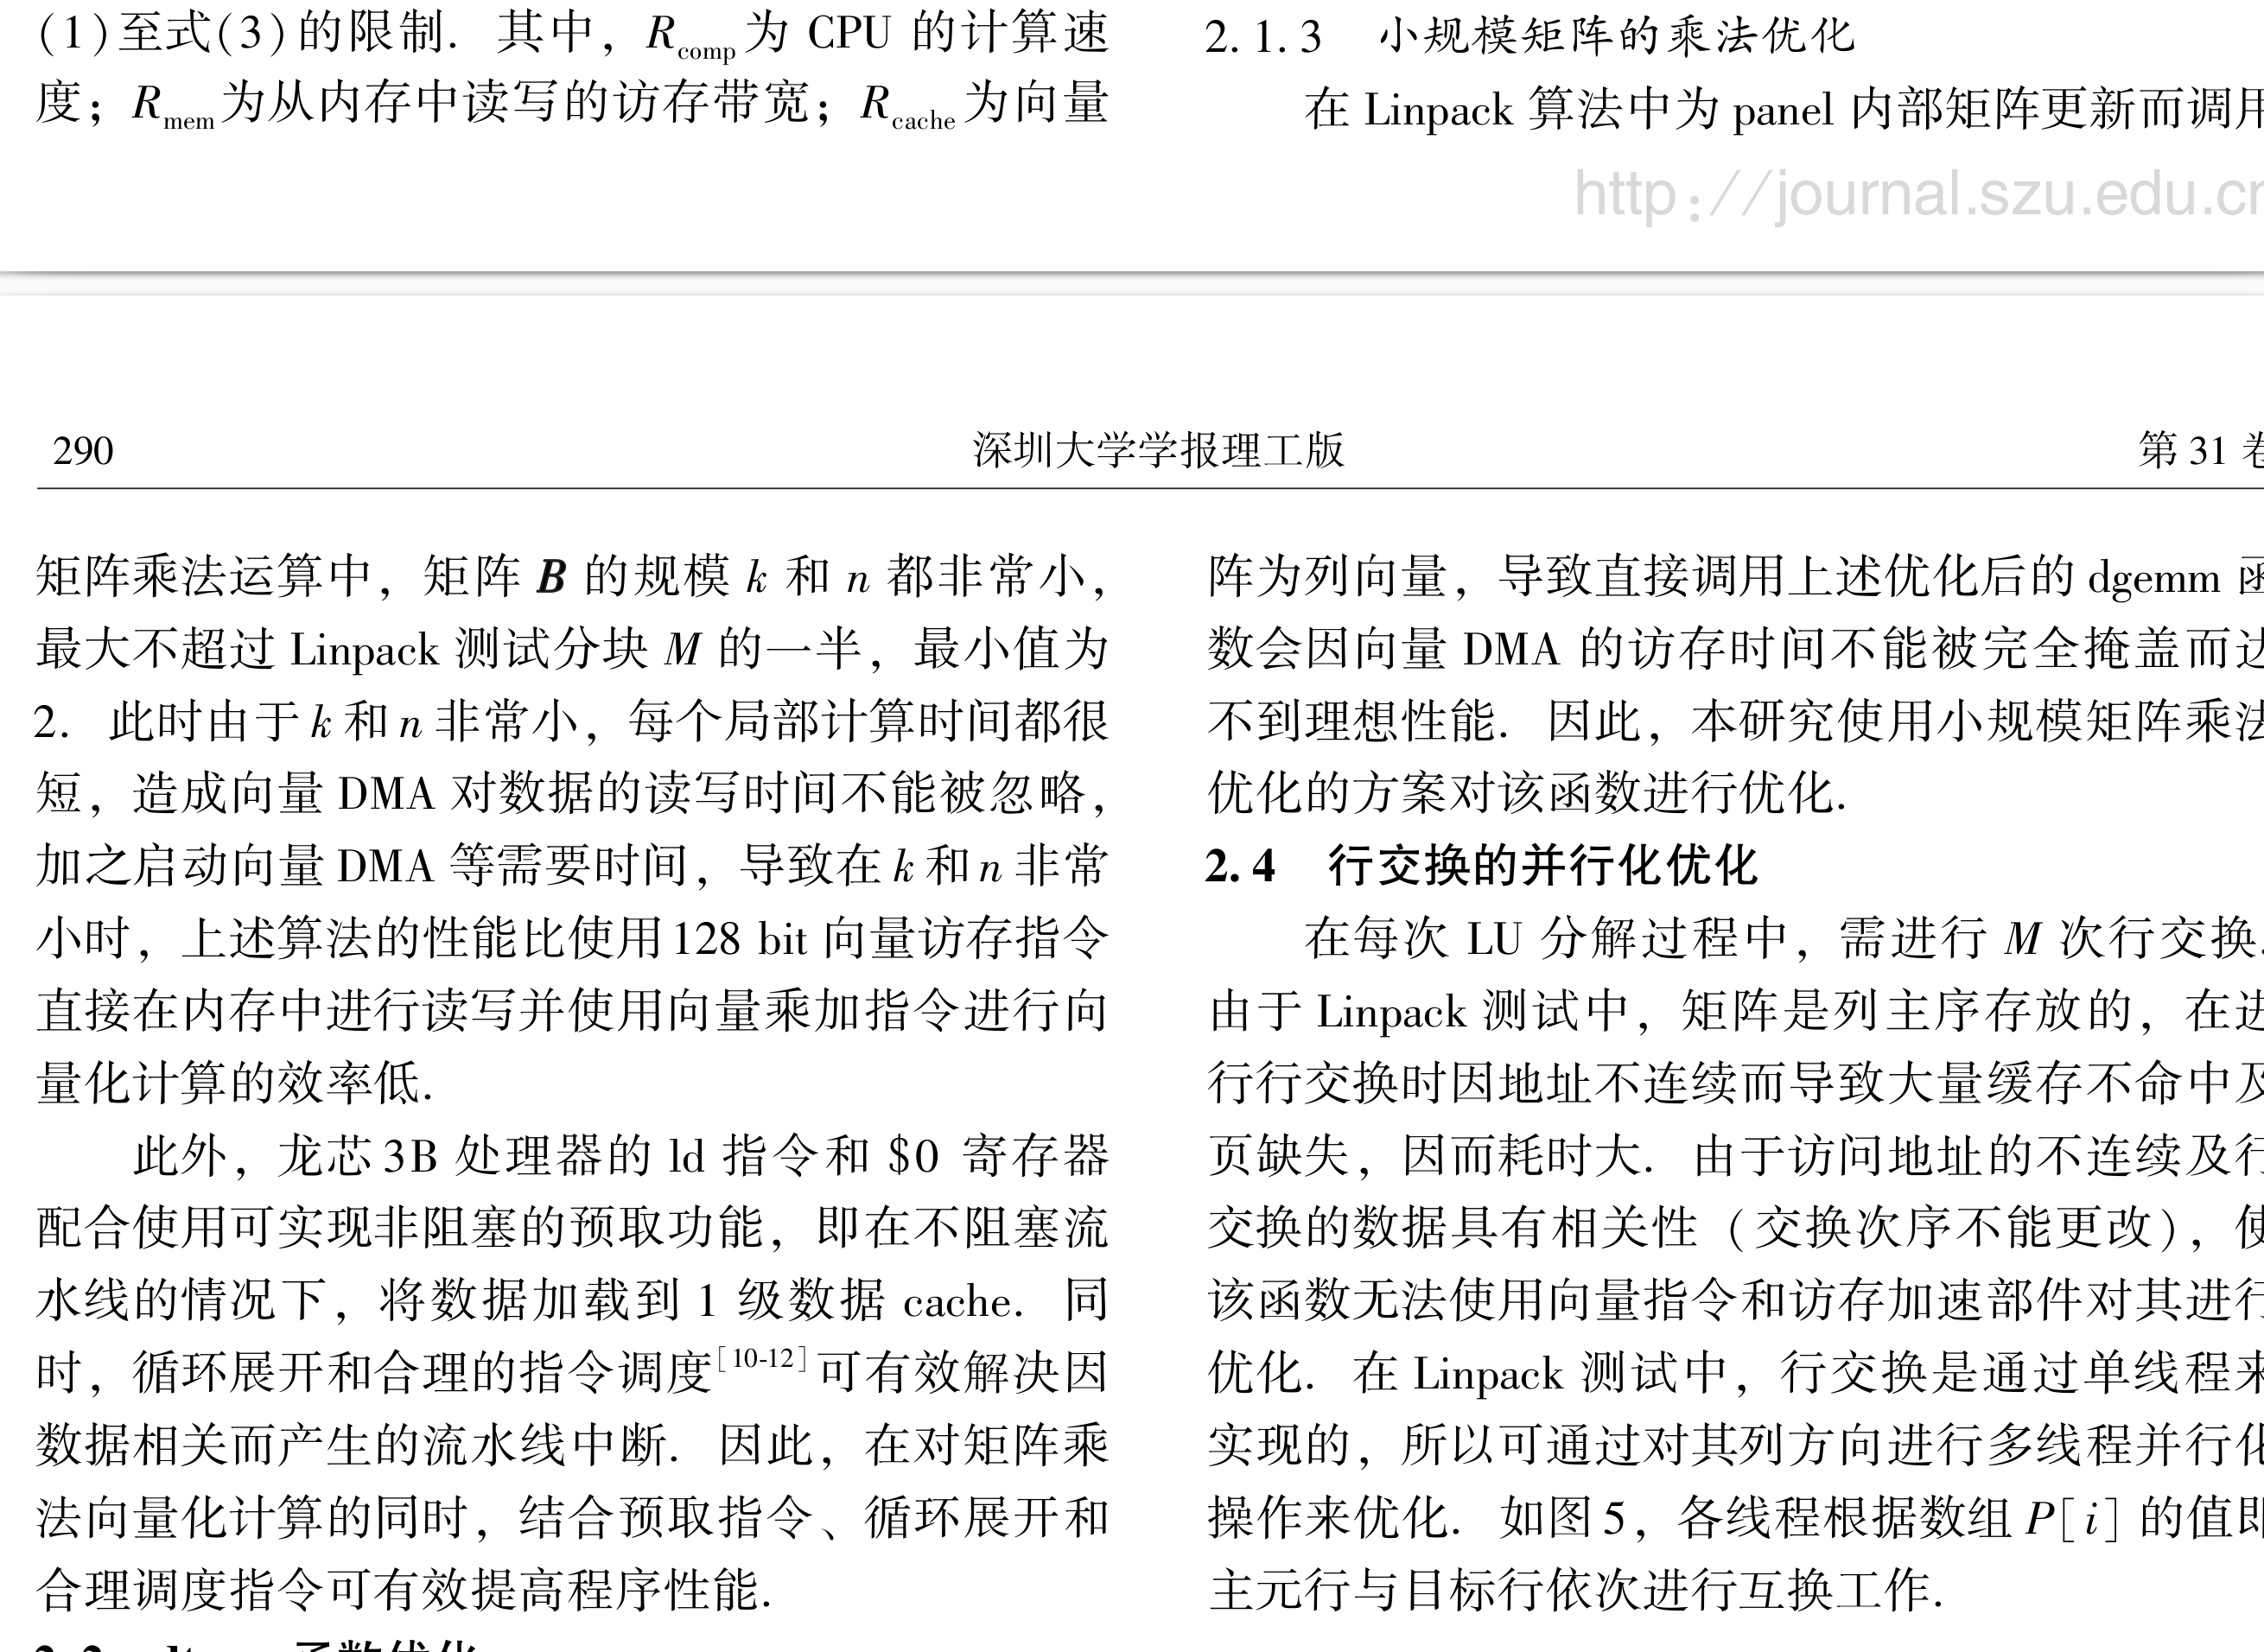 (1)至式(3)的限制. 其中, Rcomp为 CPU 的计算速
度; Rmem为从内存中读写的访存带宽; Rcache为向量
2.1.3 小规模矩阵的乘法优化
在 Linpack 算法中为 panel 内部矩阵更新而调用
http://journal.szu.edu.cn
290
深圳大学学报理工版
第 31 卷
矩阵乘法运算中, 矩阵 B 的规模 k 和 n 都非常小,
最大不超过 Linpack 测试分块 M 的一半, 最小值为
2. 此时由于 k 和 n 非常小, 每个局部计算时间都很
短, 造成向量 DMA 对数据的读写时间不能被忽略,
加之启动向量 DMA 等需要时间, 导致在 k 和 n 非常
小时, 上述算法的性能比使用 128 bit 向量访存指令
直接在内存中进行读写并使用向量乘加指令进行向
量化计算的效率低.
此外, 龙芯 3B 处理器的 ld 指令和 $0 寄存器
配合使用可实现非阻塞的预取功能, 即在不阻塞流
水线的情况下, 将数据加载到 1 级数据 cache. 同
时, 循环展开和合理的指令调度[10-12]可有效解决因
数据相关而产生的流水线中断. 因此, 在对矩阵乘
法向量化计算的同时, 结合预取指令、循环展开和
合理调度指令可有效提高程序性能.
阵为列向量, 导致直接调用上述优化后的 dgemm 函
数会因向量 DMA 的访存时间不能被完全掩盖而达
不到理想性能. 因此, 本研究使用小规模矩阵乘法
优化的方案对该函数进行优化.
2.4 行交换的并行化优化
在每次 LU 分解过程中, 需进行 M 次行交换.
由于 Linpack 测试中, 矩阵是列主序存放的, 在进
行行交换时因地址不连续而导致大量缓存不命中及
页缺失, 因而耗时大. 由于访问地址的不连续及行
交换的数据具有相关性 (交换次序不能更改), 使
该函数无法使用向量指令和访存加速部件对其进行
优化. 在 Linpack 测试中, 行交换是通过单线程来
实现的, 所以可通过对其列方向进行多线程并行化
操作来优化. 如图 5, 各线程根据数组 P[i] 的值即
主元行与目标行依次进行互换工作.